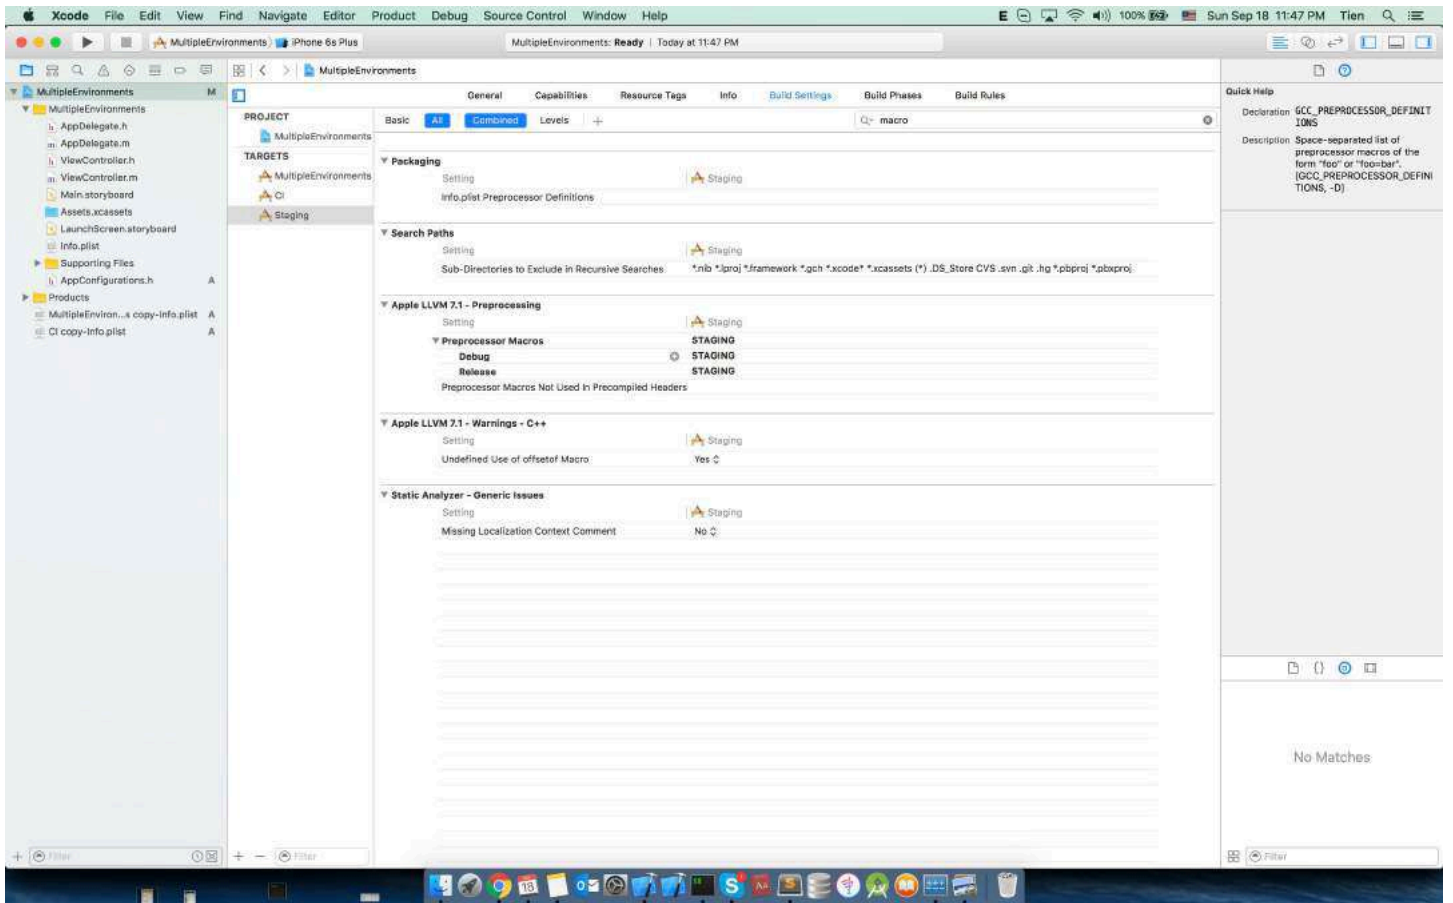 Xcode File Edit View Find Navigate Editor Product Debug Source Control Window Help
E 100% Sun Sep 18 11:47 PM Tien
MultipleEnvironments iPhone 6s Plus
MultipleEnvironments: Ready | Today at 11:47 PM
MultipleEnvironments M
MultipleEnvironments
AppDelegate.h
AppDelegate.m
ViewController.h
ViewController.m
Main.storyboard
Assets.xcassets
LaunchScreen.storyboard
Info.plist
Supporting Files
AppConfigurations.h A
Products
MultipleEnviron...s copy-Info.plist A
CI copy-Info.plist A
Filter
MultipleEnvironments
General Capabilities Resource Tags Info Build Settings Build Phases Build Rules
PROJECT
MultipleEnvironments
TARGETS
MultipleEnvironments
CI
Staging
Filter
Basic All Combined Levels +
macro
Packaging
Setting Staging
Info.plist Preprocessor Definitions
Search Paths
Setting Staging
Sub-Directories to Exclude in Recursive Searches *.nib *.lproj *.framework *.gch *.xcode* *.xcassets (*) .DS_Store CVS .svn .git .hg *.pbproj *.pbxproj
Apple LLVM 7.1 - Preprocessing
Setting Staging
Preprocessor Macros STAGING
Debug STAGING
Release STAGING
Preprocessor Macros Not Used In Precompiled Headers
Apple LLVM 7.1 - Warnings - C++
Setting Staging
Undefined Use of offsetof Macro Yes
Static Analyzer - Generic Issues
Setting Staging
Missing Localization Context Comment No
Quick Help
Declaration GCC_PREPROCESSOR_DEFINIT
IONS
Description Space-separated list of
preprocessor macros of the
form "foo" or "foo=bar".
[GCC_PREPROCESSOR_DEFINI
TIONS, -D]
No Matches
Filter
18